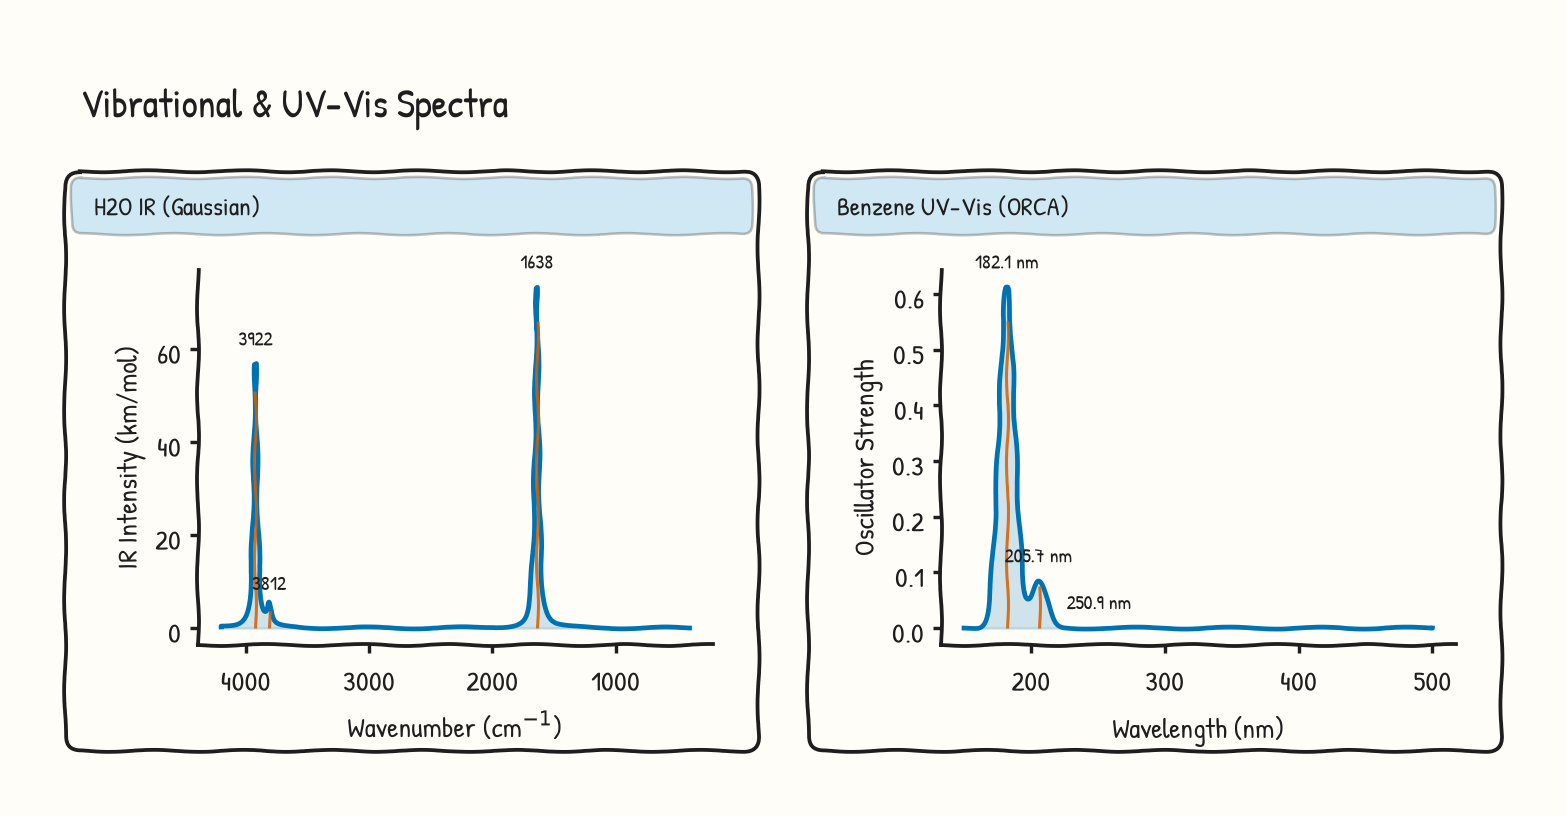 Vibrational & UV-Vis Spectra
H2O IR (Gaussian)
1638
3922
3812
60
40
20
0
IR Intensity (km/mol)
4000 3000 2000 1000
Wavenumber (cm⁻¹)
Benzene UV-Vis (ORCA)
182.1 nm
205.7 nm
250.9 nm
0.6
0.5
0.4
0.3
0.2
0.1
0.0
Oscillator Strength
200 300 400 500
Wavelength (nm)